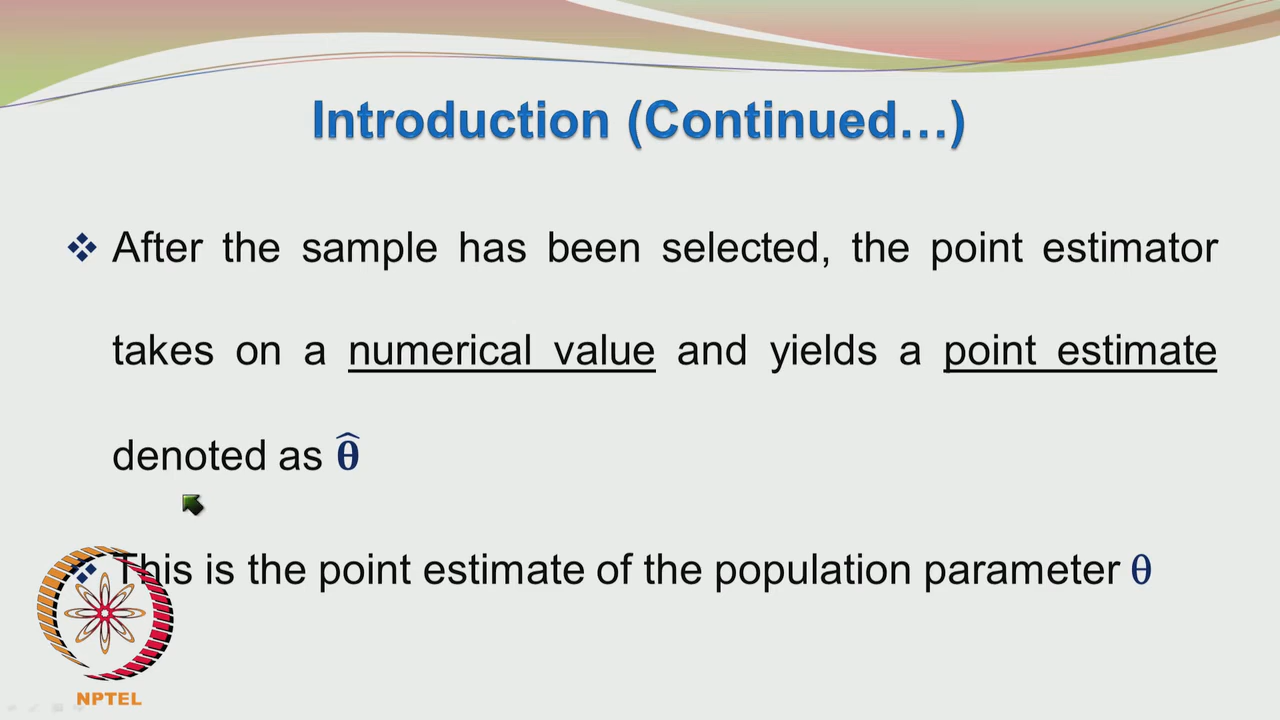 Introduction (Continued…)
After the sample has been selected, the point estimator
takes on a numerical value and yields a point estimate
denoted as θ̂
This is the point estimate of the population parameter θ
NPTEL